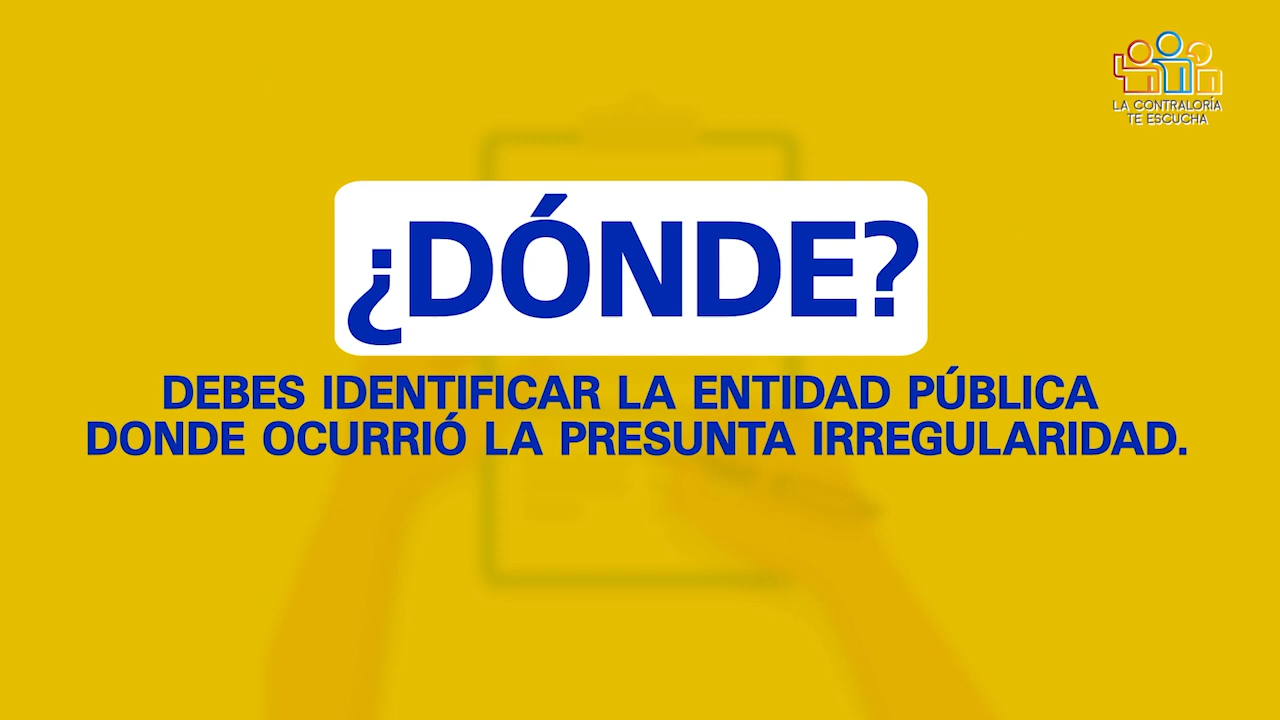 LA CONTRALORÍA
TE ESCUCHA
¿DÓNDE?
DEBES IDENTIFICAR LA ENTIDAD PÚBLICA
DONDE OCURRIÓ LA PRESUNTA IRREGULARIDAD.